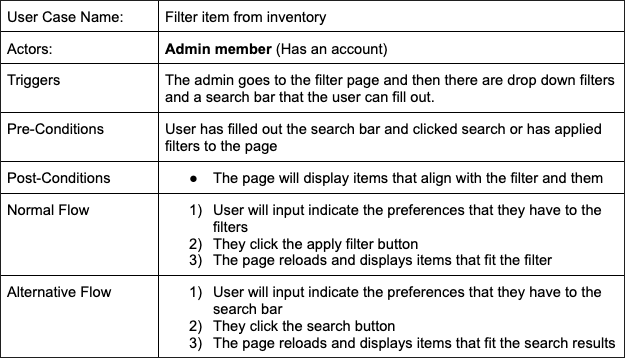 User Case Name: Filter item from inventory
Actors: Admin member (Has an account)
Triggers The admin goes to the filter page and then there are drop down filters
and a search bar that the user can fill out.
Pre-Conditions User has filled out the search bar and clicked search or has applied
filters to the page
Post-Conditions ● The page will display items that align with the filter and them
Normal Flow 1) User will input indicate the preferences that they have to the
filters
2) They click the apply filter button
3) The page reloads and displays items that fit the filter
Alternative Flow 1) User will input indicate the preferences that they have to the
search bar
2) They click the search button
3) The page reloads and displays items that fit the search results